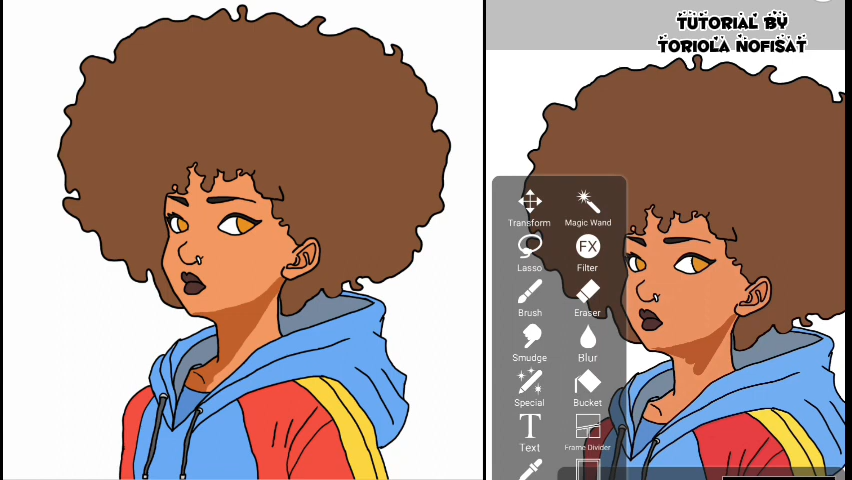 TUTORIAL BY
TORIOLA NOFISAT
Transform
Magic Wand
Lasso
FX
Filter
Brush
Eraser
Smudge
Blur
Special
Bucket
T
Text
Frame Divider